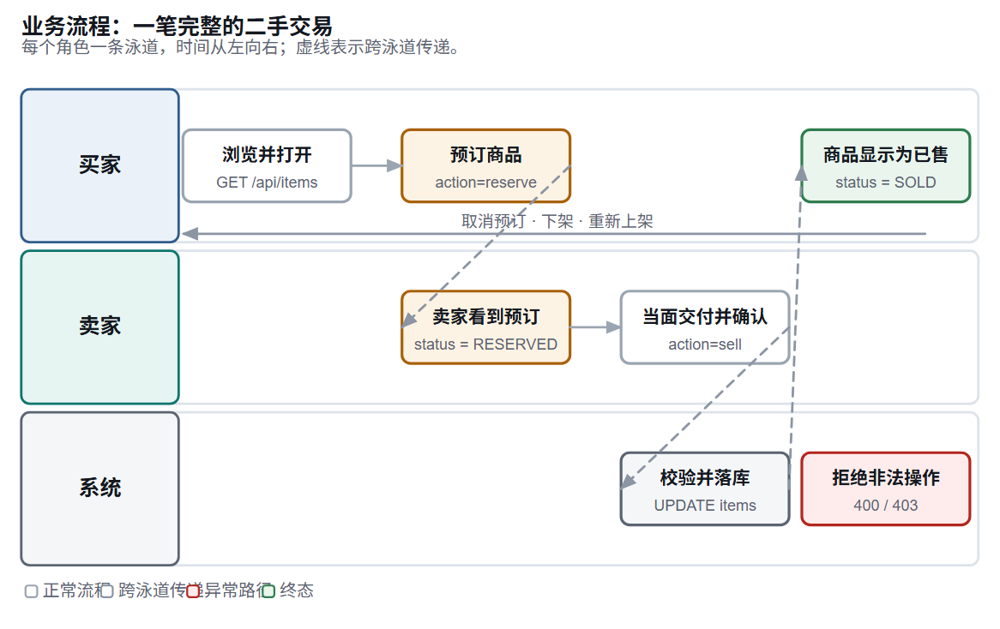 业务流程：一笔完整的二手交易
每个角色一条泳道，时间从左向右；虚线表示跨泳道传递。
买家
浏览并打开
GET /api/items
预订商品
action=reserve
商品显示为已售
status = SOLD
取消预订 · 下架 · 重新上架
卖家
卖家看到预订
status = RESERVED
当面交付并确认
action=sell
系统
校验并落库
UPDATE items
拒绝非法操作
400 / 403
正常流程 跨泳道传递 异常路径 终态